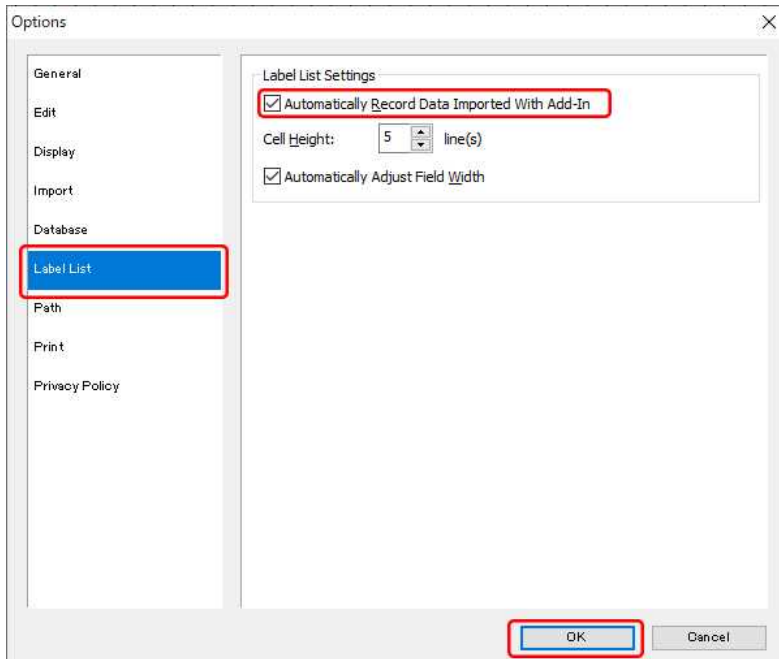 Options
General
Edit
Display
Import
Database
Label List
Path
Print
Privacy Policy
Label List Settings
Automatically Record Data Imported With Add-In
Cell Height: 5 line(s)
Automatically Adjust Field Width
OK Cancel